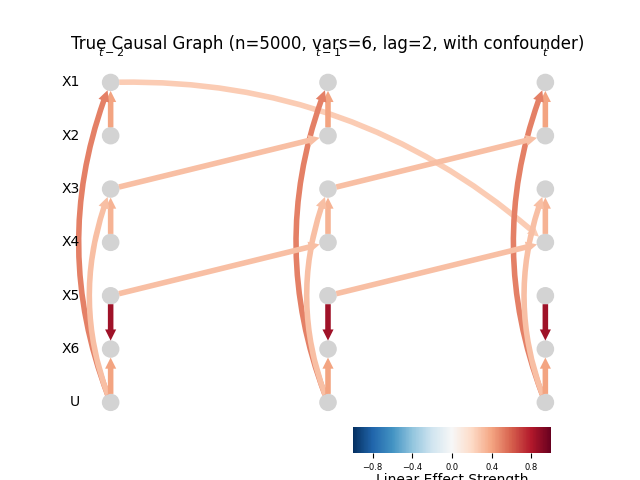 True Causal Graph (n=5000, vars=6, lag=2, with confounder)
t − 2 t − 1 t
X1
X2
X3
X4
X5
X6
U
−0.8 −0.4 0.0 0.4 0.8
Linear Effect Strength